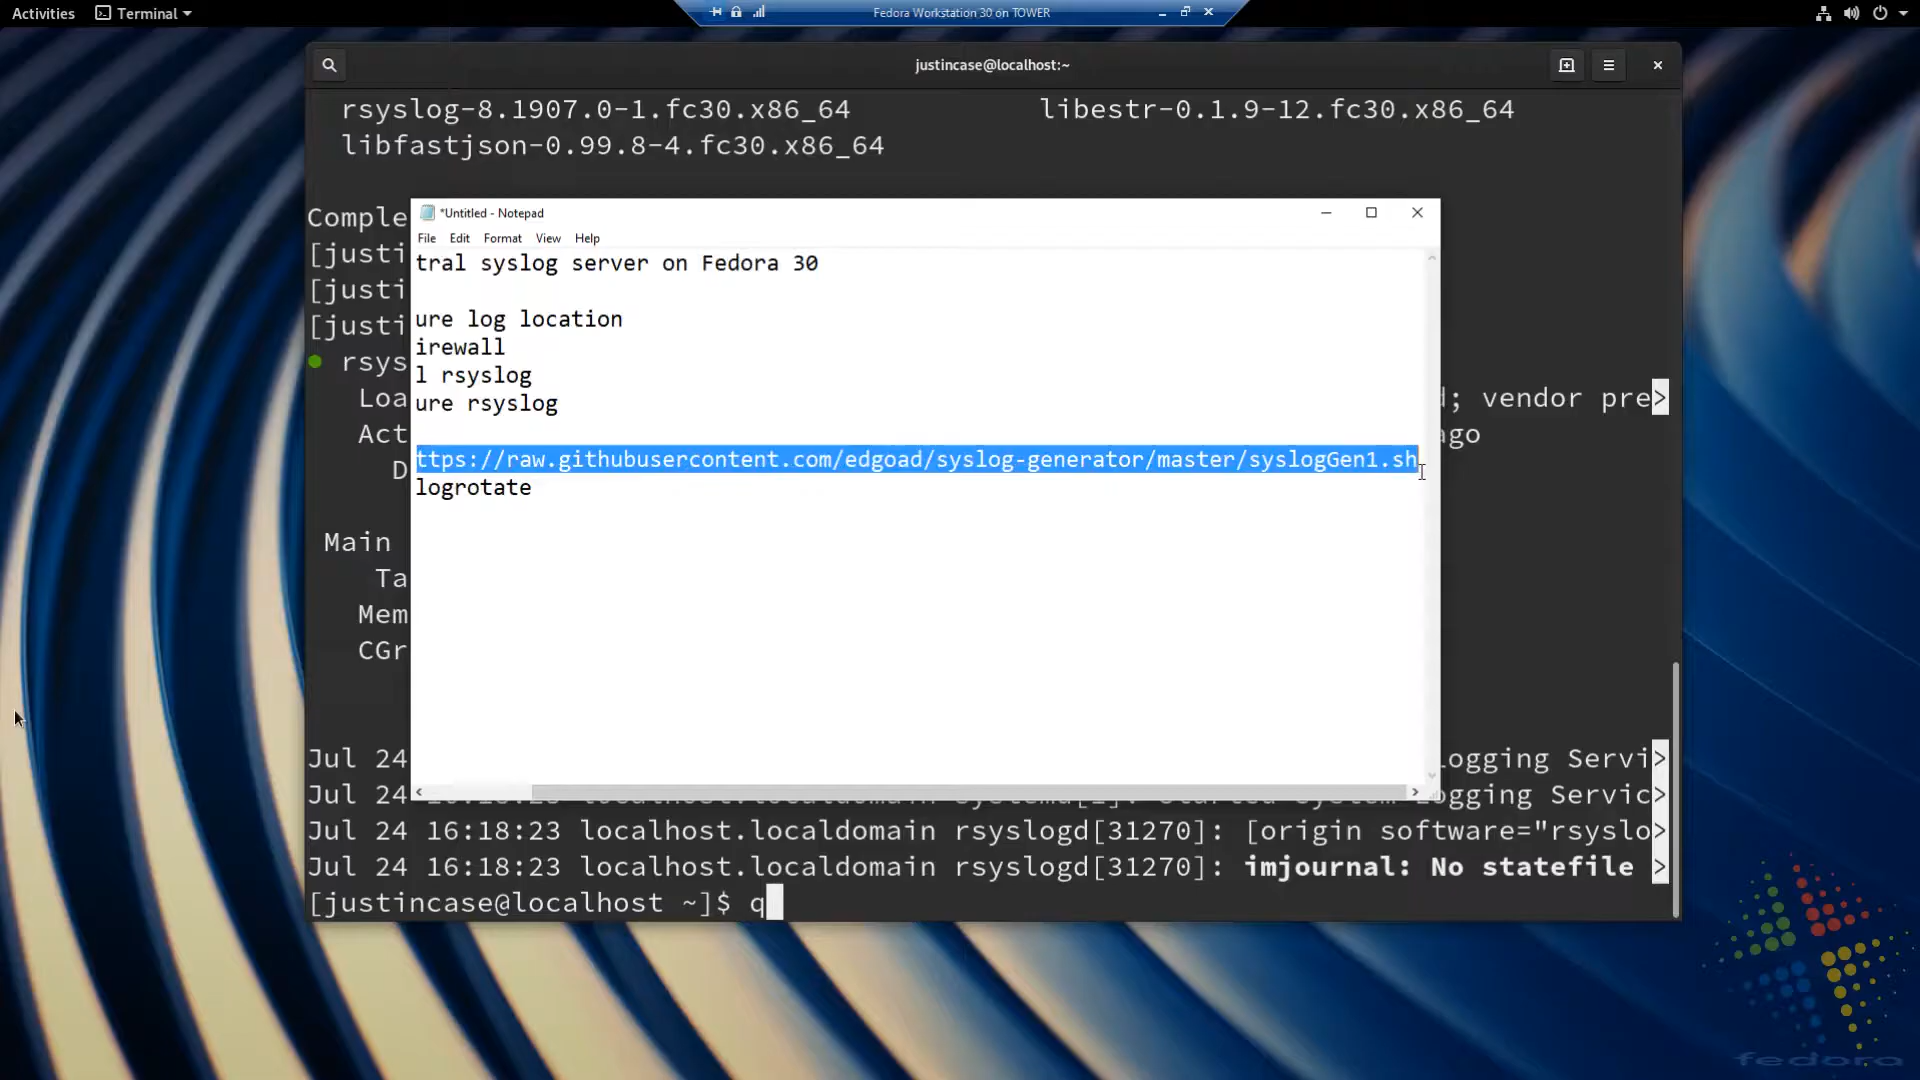 Activities
Terminal
Fedora Workstation 30 on TOWER
justincase@localhost:~
rsyslog-8.1907.0-1.fc30.x86_64 libestr-0.1.9-12.fc30.x86_64
libfastjson-0.99.8-4.fc30.x86_64
Comple
[justi
[justi
[justi
rsys
Loa
; vendor pre>
Act
ago
D
Main
Ta
Mem
CGr
*Untitled - Notepad
File Edit Format View Help
tral syslog server on Fedora 30
ure log location
irewall
l rsyslog
ure rsyslog
ttps://raw.githubusercontent.com/edgoad/syslog-generator/master/syslogGen1.sh
logrotate
Jul 24
ogging Servi>
Jul 24
ogging Servic>
Jul 24 16:18:23 localhost.localdomain rsyslogd[31270]: [origin software="rsyslo>
Jul 24 16:18:23 localhost.localdomain rsyslogd[31270]: imjournal: No statefile >
[justincase@localhost ~]$ q
fedora